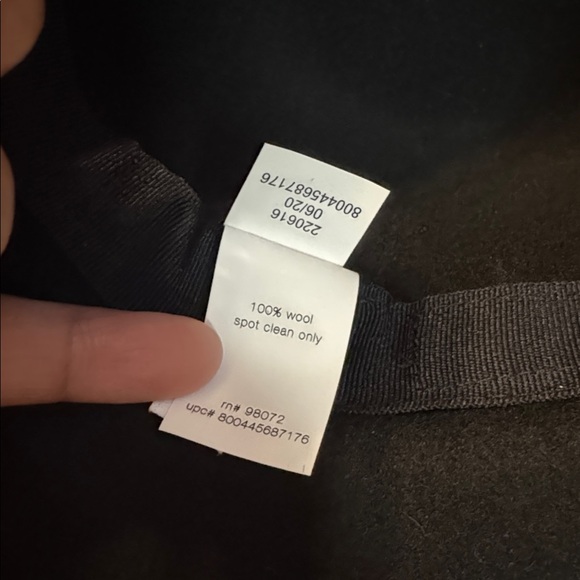 220616
06/20
800445687176
100% wool
spot clean only
rn# 98072
upc# 800445687176